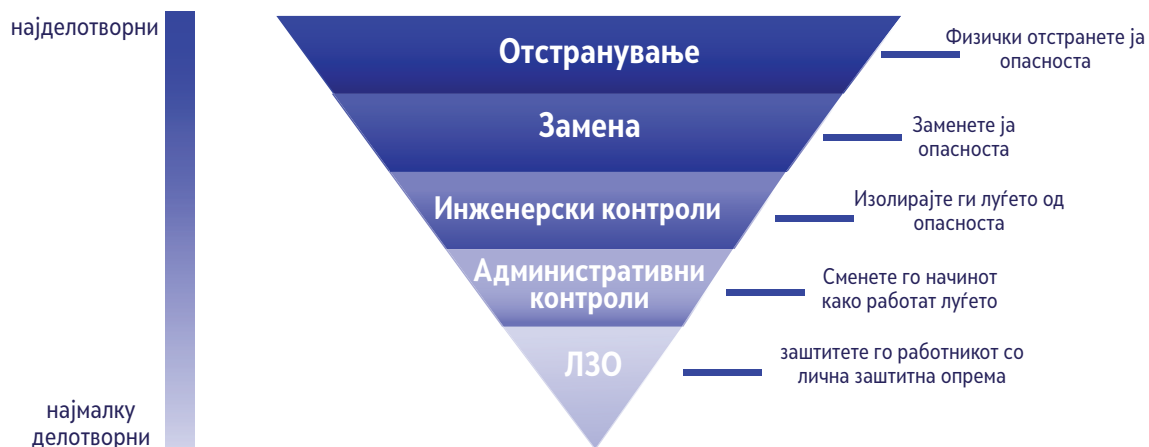 најделотворни
Отстранување
Физички отстранете ја
опасноста
Замена
Заменете ја
опасноста
Инженерски контроли
Изолирајте ги луѓето од
опасноста
Административни
контроли
Сменете го начинот
како работат луѓето
ЛЗО
заштитете го работникот со
лична заштитна опрема
најмалку
делотворни